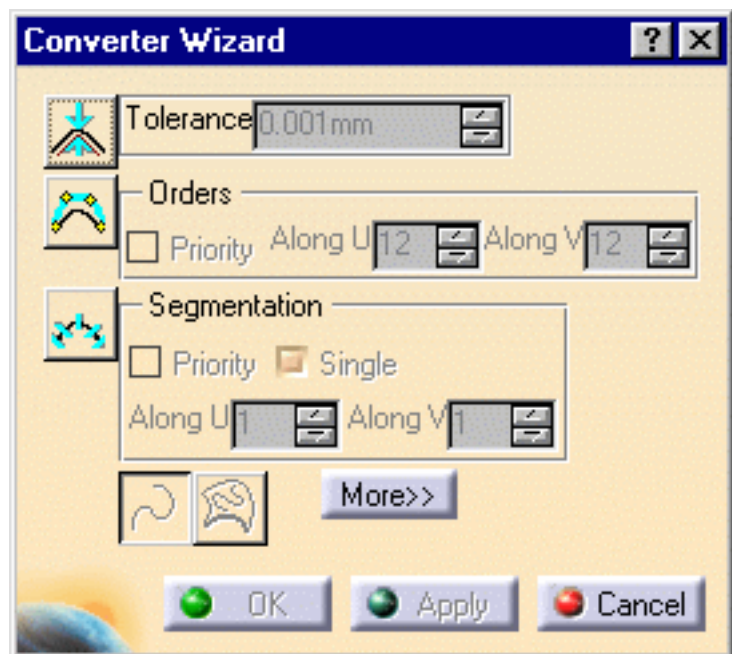 Converter Wizard ? X
Tolerance 0.001mm
Orders
Priority Along U 12 Along V 12
Segmentation
Priority Single
Along U 1 Along V 1
More>>
OK Apply Cancel